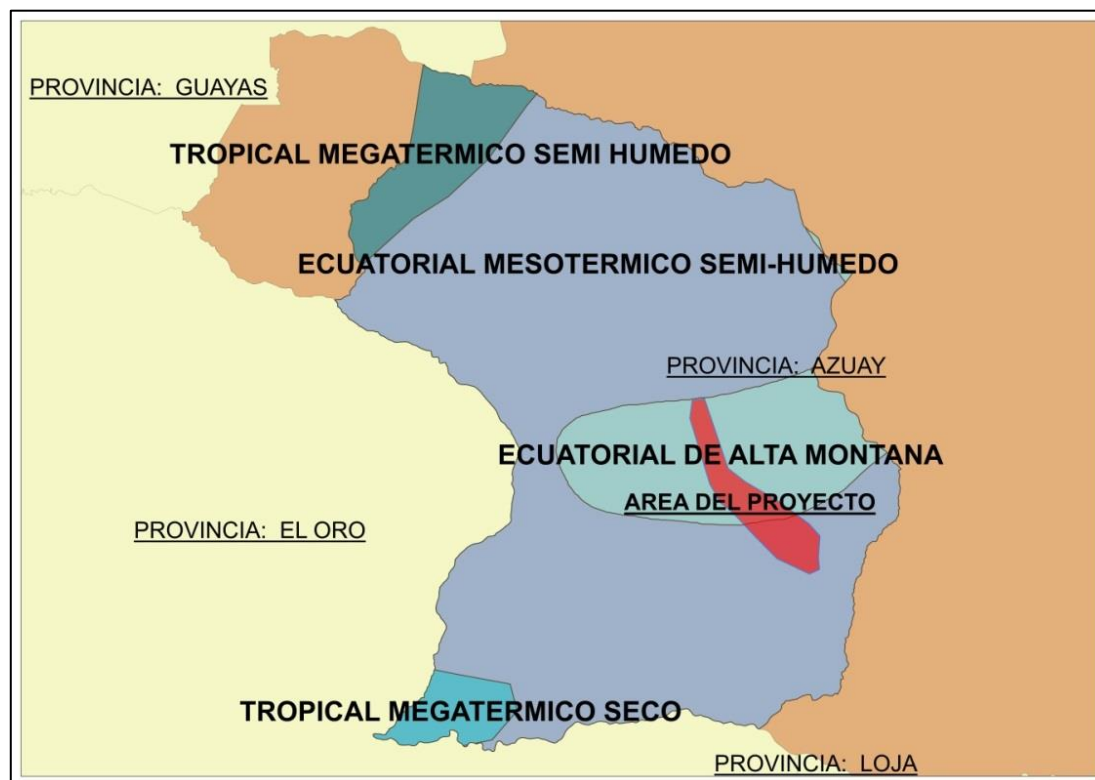 PROVINCIA: GUAYAS
TROPICAL MEGATERMICO SEMI HUMEDO
ECUATORIAL MESOTERMICO SEMI-HUMEDO
PROVINCIA: AZUAY
ECUATORIAL DE ALTA MONTANA
AREA DEL PROYECTO
PROVINCIA: EL ORO
TROPICAL MEGATERMICO SECO
PROVINCIA: LOJA